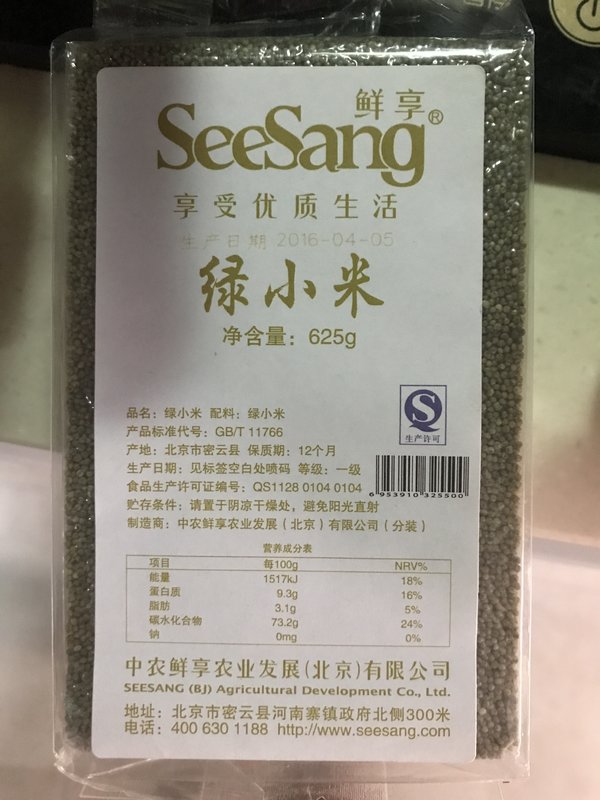 鲜享
SeeSang®
享受优质生活
生产日期 2016-04-05
绿小米
净含量：625g
品名：绿小米 配料：绿小米
产品标准代号：GB/T 11766
产地：北京市密云县 保质期：12个月
生产日期：见标签空白处喷码 等级：一级
食品生产许可证编号：QS1128 0104 0104
贮存条件：请置于阴凉干燥处，避免阳光直射
制造商：中农鲜享农业发展（北京）有限公司（分装）
生产许可
6 953910 325500
营养成分表
项目 每100g NRV%
能量 1517kJ 18%
蛋白质 9.3g 16%
脂肪 3.1g 5%
碳水化合物 73.2g 24%
钠 0mg 0%
中农鲜享农业发展(北京)有限公司
SEESANG (BJ) Agricultural Development Co., Ltd.
地址：北京市密云县河南寨镇政府北侧300米
电话：400 630 1188 http://www.seesang.com